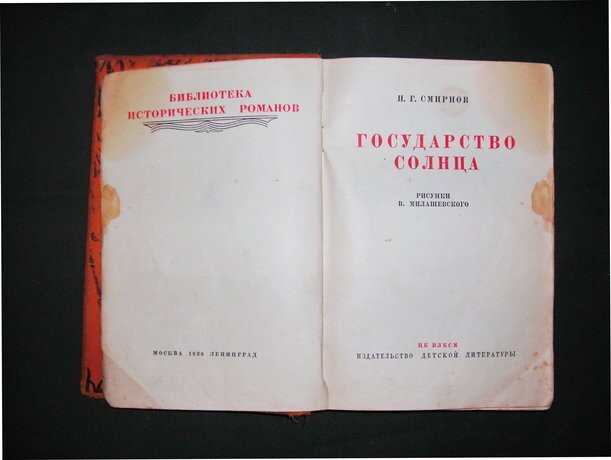 БИБЛИОТЕКА
ИСТОРИЧЕСКИХ РОМАНОВ
МОСКВА 1936 ЛЕНИНГРАД
Н. Г. СМИРНОВ
ГОСУДАРСТВО
СОЛНЦА
РИСУНКИ
В. МИЛАШЕВСКОГО
ЦК ВЛКСМ
ИЗДАТЕЛЬСТВО ДЕТСКОЙ ЛИТЕРАТУРЫ